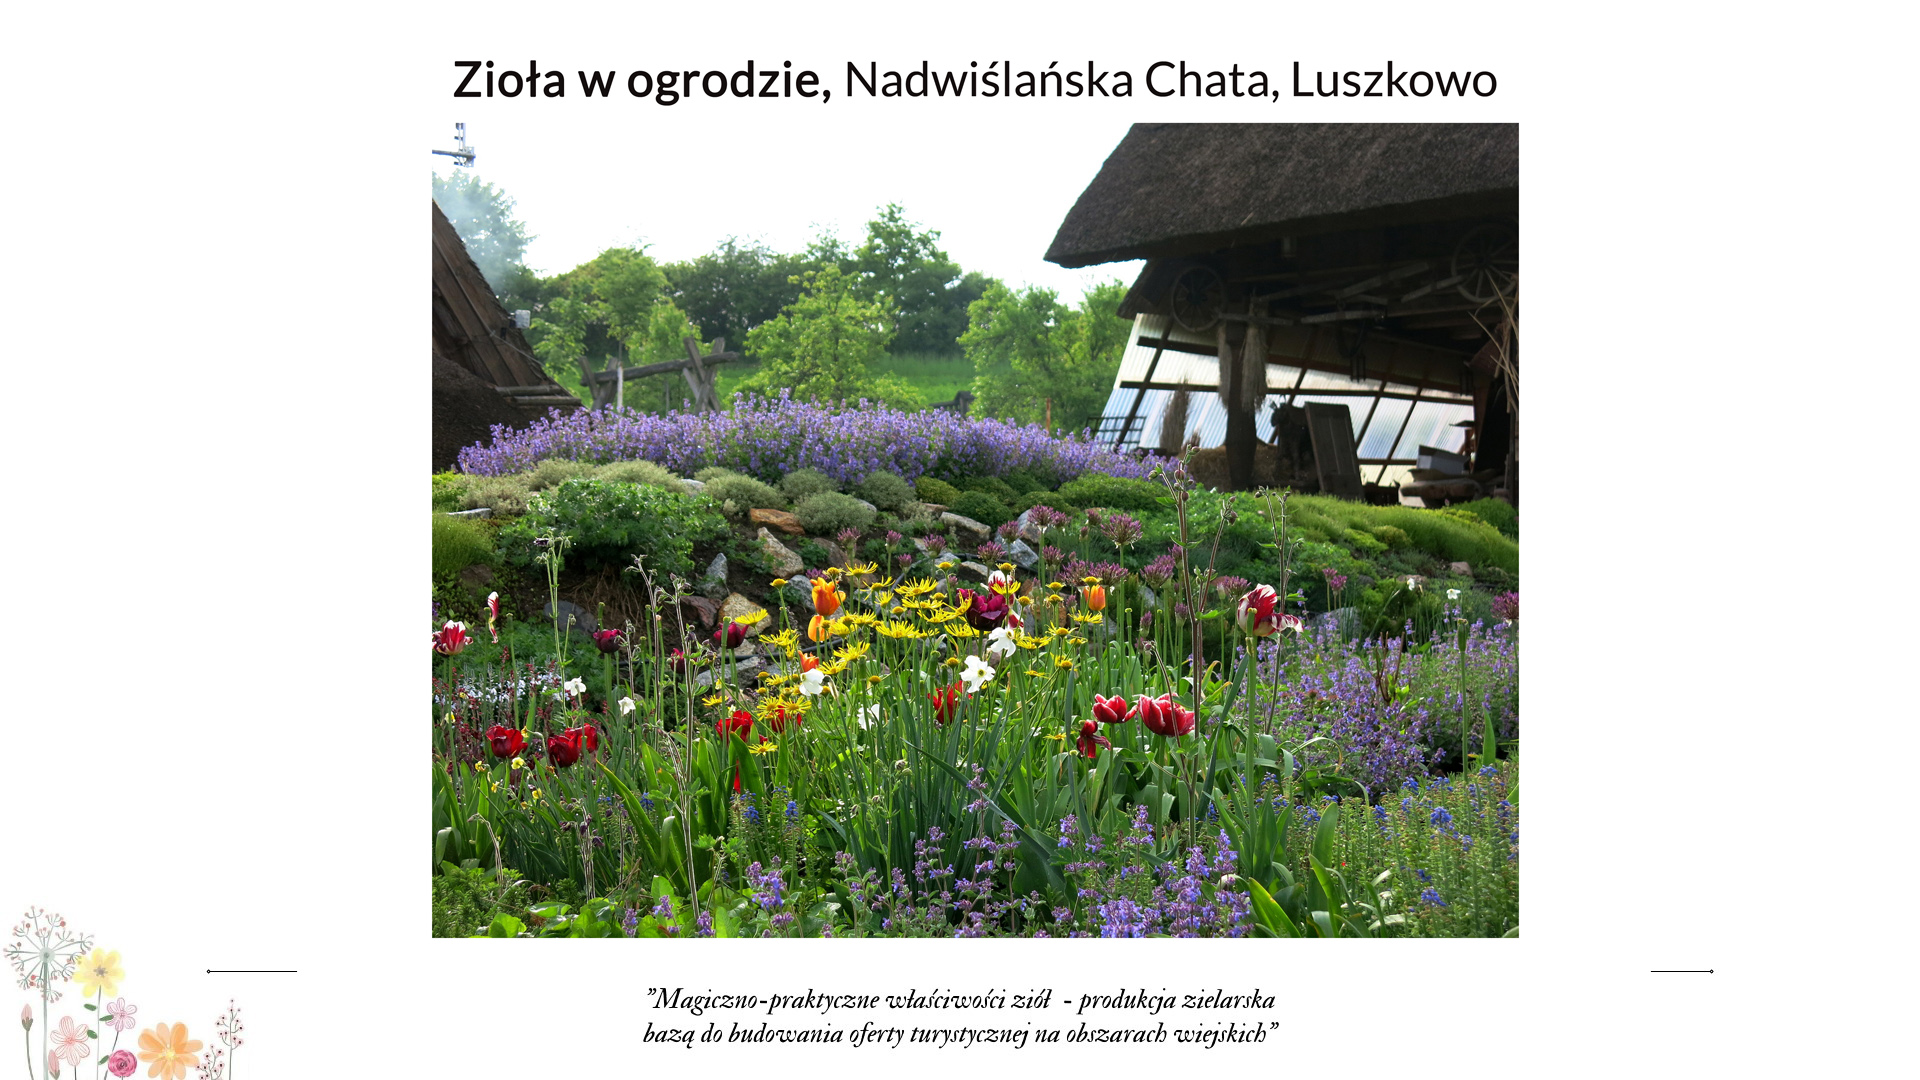 Zioła w ogrodzie, Nadwiślańska Chata, Luszkowo
”Magiczno-praktyczne właściwości ziół - produkcja zielarska
bazą do budowania oferty turystycznej na obszarach wiejskich”